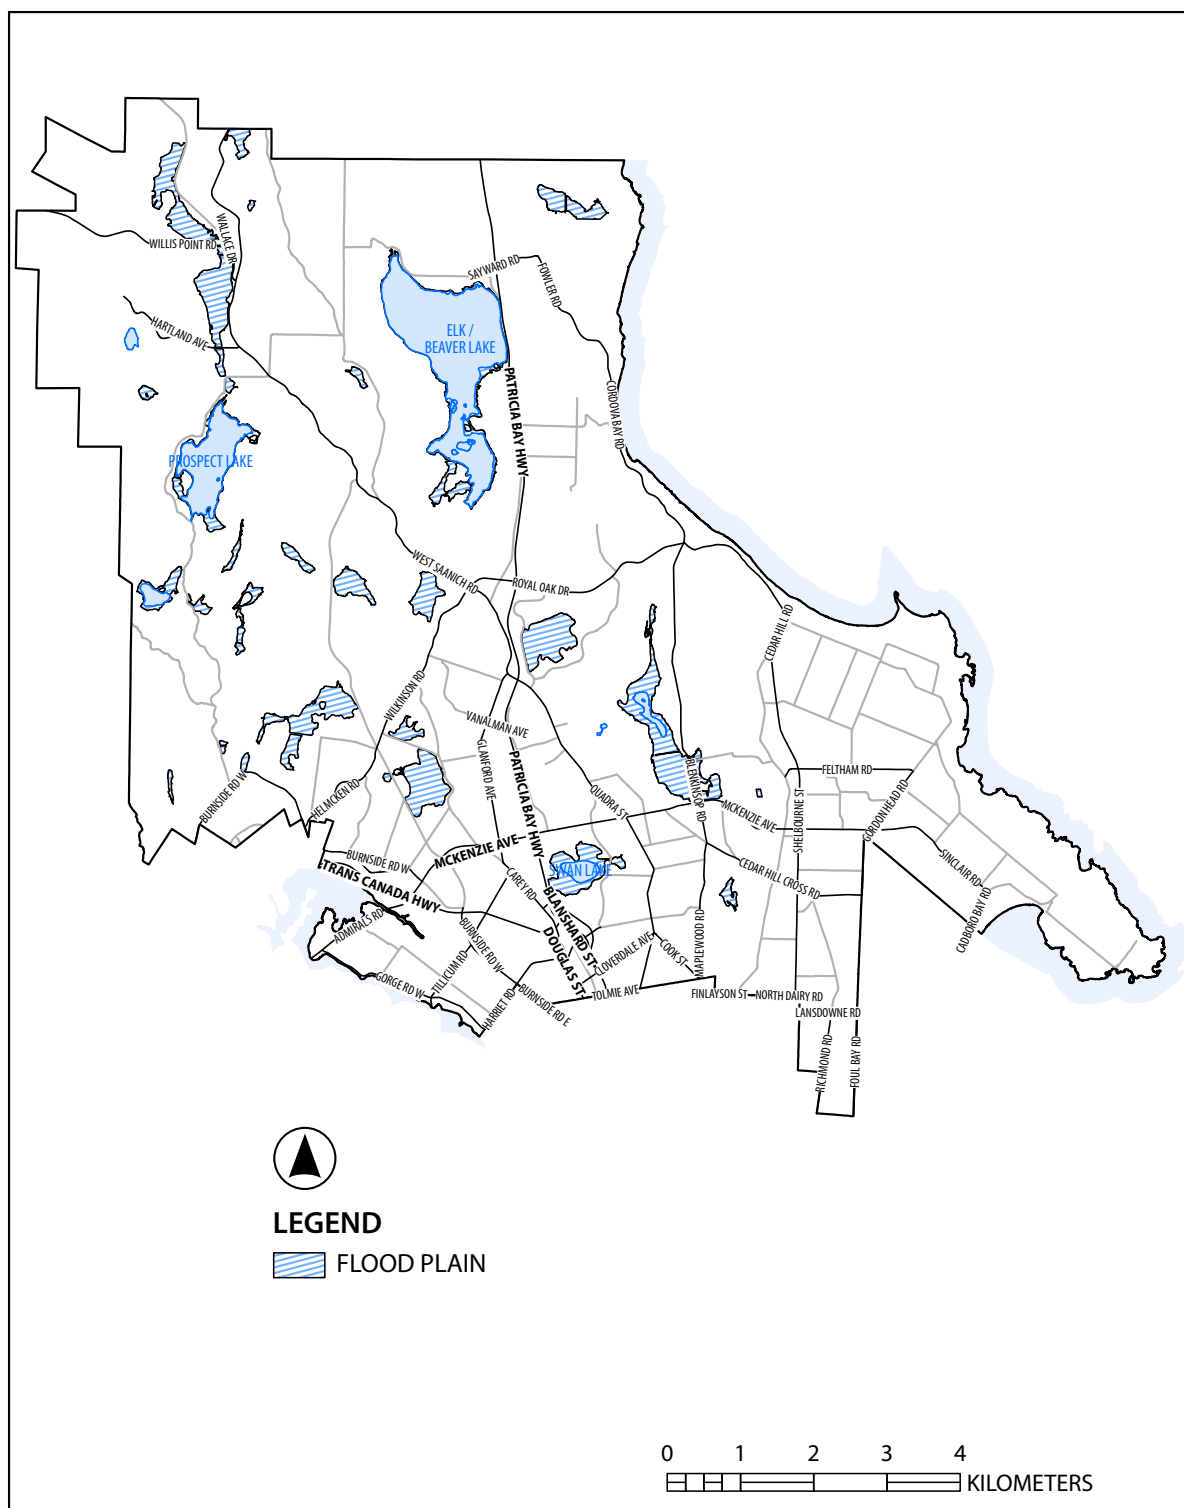 WILLIS POINT RD
WALLACE DR
SAYWARD RD
FOWLER RD
HARTLAND AVE
ELK /
BEAVER LAKE
PATRICIA BAY HWY
CORDOVA BAY RD
PROSPECT LAKE
WEST SAANICH RD
ROYAL OAK DR
CEDAR HILL RD
WILKINSON RD
VANALMAN AVE
GLANFORD AVE
PATRICIA BAY HWY
QUADRA ST
BLENKINSOP RD
FELTHAM RD
SHELBOURNE ST
GORDON HEAD RD
BURNSIDE RD W
HELMCKEN RD
MCKENZIE AVE
MCKENZIE AVE
BURNSIDE RD W
TRANS CANADA HWY
CAREY RD
SWAN LAKE
CEDAR HILL CROSS RD
SINCLAIR RD
CADBORO BAY RD
ADMIRALS RD
BURNSIDE RD W
TILLICUM RD
BLANSHARD ST
DOUGLAS ST
CLOVERDALE AVE
COOK ST
MAPLEWOOD RD
GORGE RD W
HARRIET RD
BURNSIDE RD E
TOLMIE AVE
FINLAYSON ST
NORTH DAIRY RD
LANSDOWNE RD
RICHMOND RD
FOUL BAY RD
LEGEND
FLOOD PLAIN
0 1 2 3 4
KILOMETERS